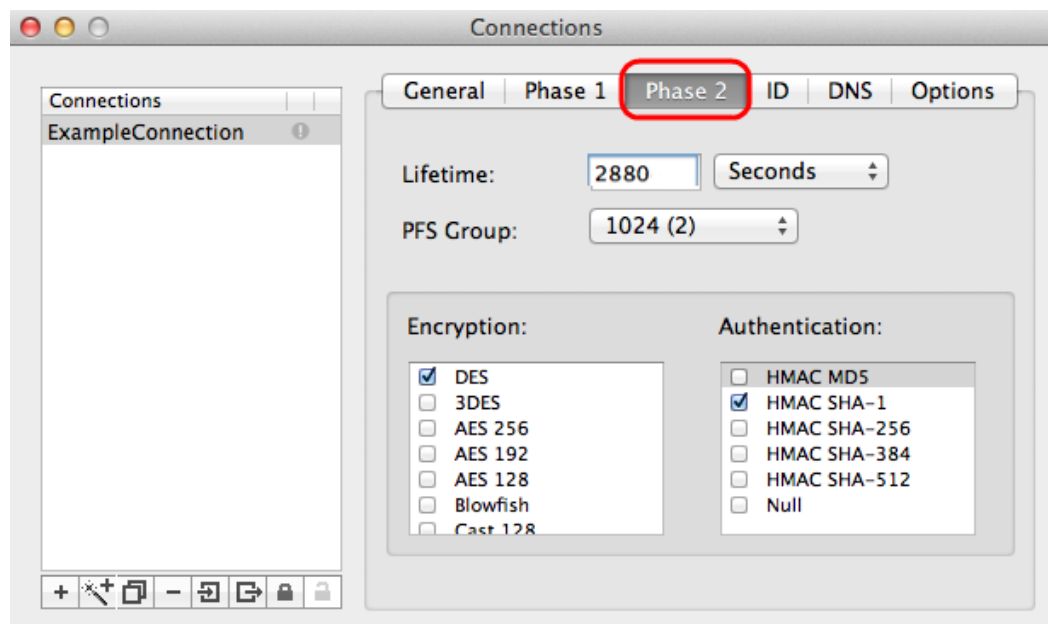 Connections
Connections
ExampleConnection
General Phase 1 Phase 2 ID DNS Options
Lifetime: 2880 Seconds
PFS Group: 1024 (2)
Encryption:
DES
3DES
AES 256
AES 192
AES 128
Blowfish
Cast 128
Authentication:
HMAC MD5
HMAC SHA-1
HMAC SHA-256
HMAC SHA-384
HMAC SHA-512
Null